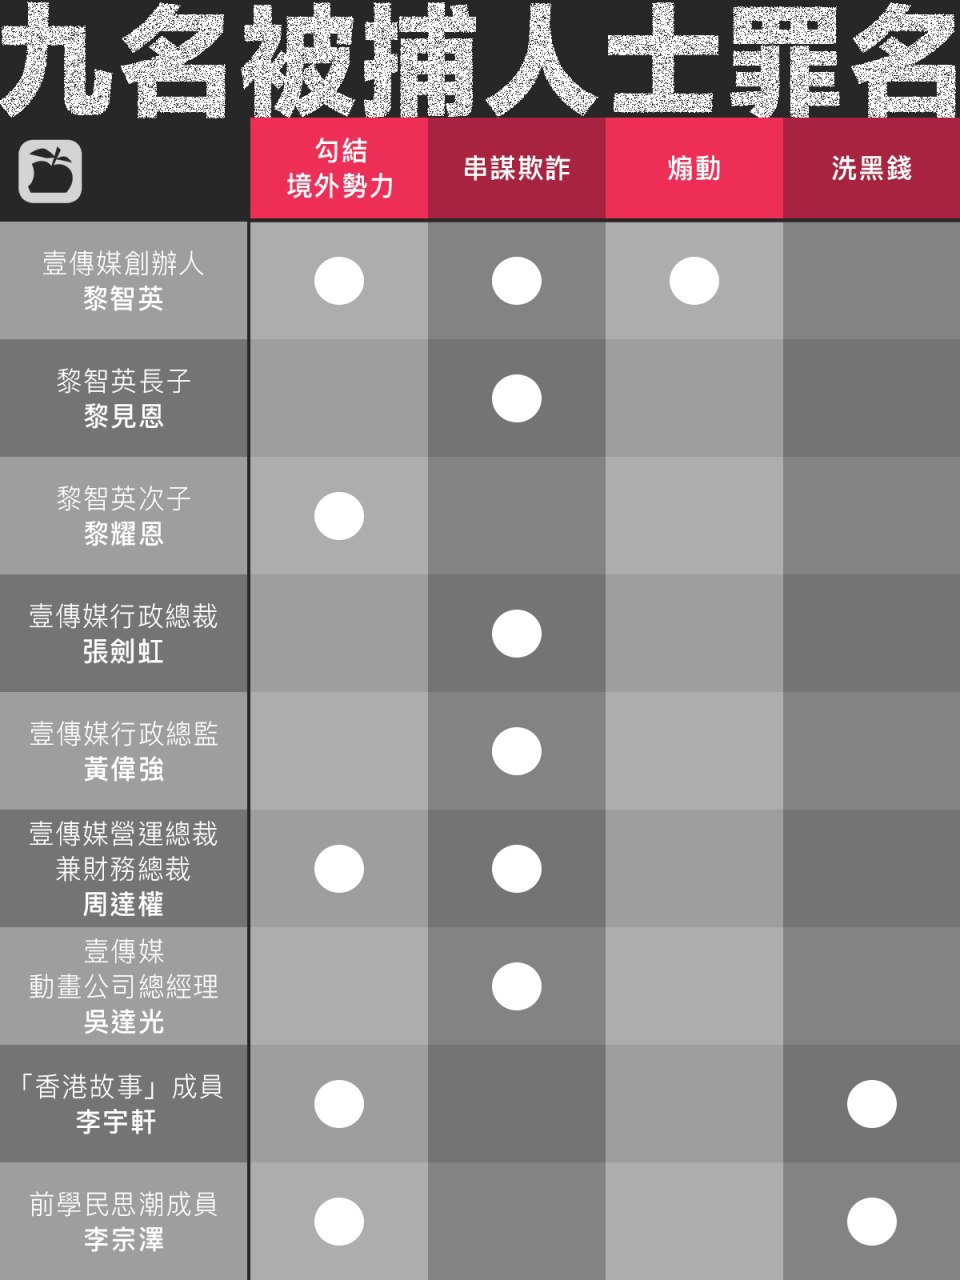 九名被捕人士罪名
勾結
境外勢力
串謀欺詐
煽動
洗黑錢
壹傳媒創辦人
黎智英
黎智英長子
黎見恩
黎智英次子
黎耀恩
壹傳媒行政總裁
張劍虹
壹傳媒行政總監
黃偉強
壹傳媒營運總裁
兼財務總裁
周達權
壹傳媒
動畫公司總經理
吳達光
「香港故事」成員
李宇軒
前學民思潮成員
李宗澤